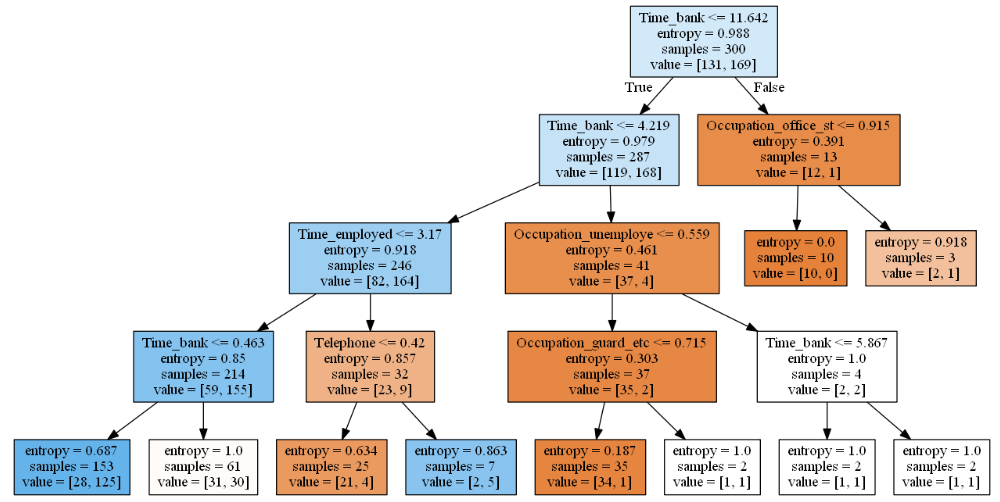 Time_bank <= 11.642
entropy = 0.988
samples = 300
value = [131, 169]
True
False
Time_bank <= 4.219
entropy = 0.979
samples = 287
value = [119, 168]
Occupation_office_st <= 0.915
entropy = 0.391
samples = 13
value = [12, 1]
Time_employed <= 3.17
entropy = 0.918
samples = 246
value = [82, 164]
Occupation_unemploye <= 0.559
entropy = 0.461
samples = 41
value = [37, 4]
entropy = 0.0
samples = 10
value = [10, 0]
entropy = 0.918
samples = 3
value = [2, 1]
Time_bank <= 0.463
entropy = 0.85
samples = 214
value = [59, 155]
Telephone <= 0.42
entropy = 0.857
samples = 32
value = [23, 9]
Occupation_guard_etc <= 0.715
entropy = 0.303
samples = 37
value = [35, 2]
Time_bank <= 5.867
entropy = 1.0
samples = 4
value = [2, 2]
entropy = 0.687
samples = 153
value = [28, 125]
entropy = 1.0
samples = 61
value = [31, 30]
entropy = 0.634
samples = 25
value = [21, 4]
entropy = 0.863
samples = 7
value = [2, 5]
entropy = 0.187
samples = 35
value = [34, 1]
entropy = 1.0
samples = 2
value = [1, 1]
entropy = 1.0
samples = 2
value = [1, 1]
entropy = 1.0
samples = 2
value = [1, 1]